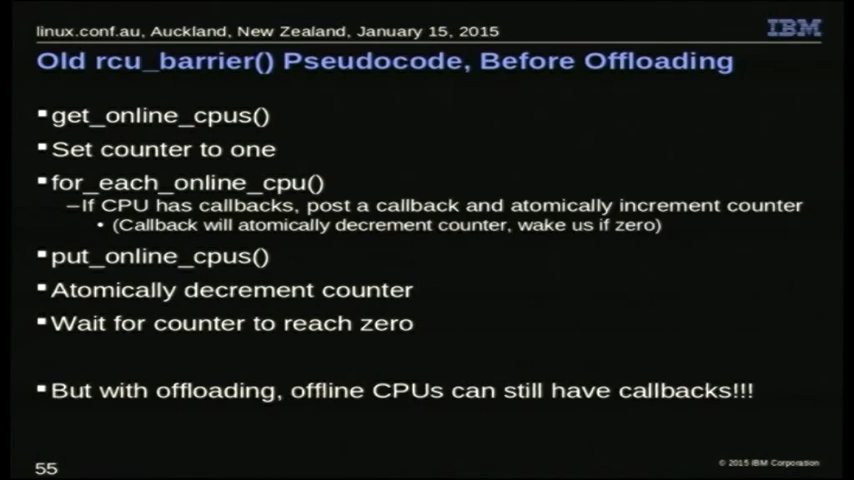 linux.conf.au, Auckland, New Zealand, January 15, 2015
IBM
Old rcu_barrier() Pseudocode, Before Offloading
▪get_online_cpus()
▪Set counter to one
▪for_each_online_cpu()
–If CPU has callbacks, post a callback and atomically increment counter
• (Callback will atomically decrement counter, wake us if zero)
▪put_online_cpus()
▪Atomically decrement counter
▪Wait for counter to reach zero
▪But with offloading, offline CPUs can still have callbacks!!!
55
© 2015 IBM Corporation